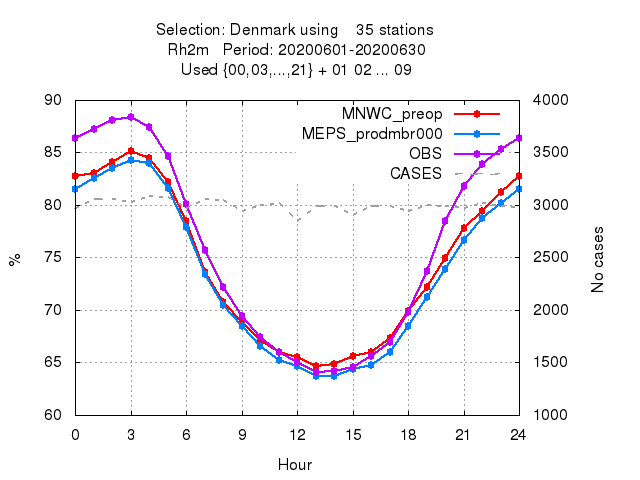 Selection: Denmark using    35 stations
Rh2m   Period: 20200601-20200630
Used {00,03,...,21} + 01 02 ... 09
90 4000
MNWC_preop
MEPS_prodmbr000
OBS
CASES
85 3500
80 3000
75 2500
70 2000
65 1500
60 1000
%
No cases
0 3 6 9 12 15 18 21 24
Hour